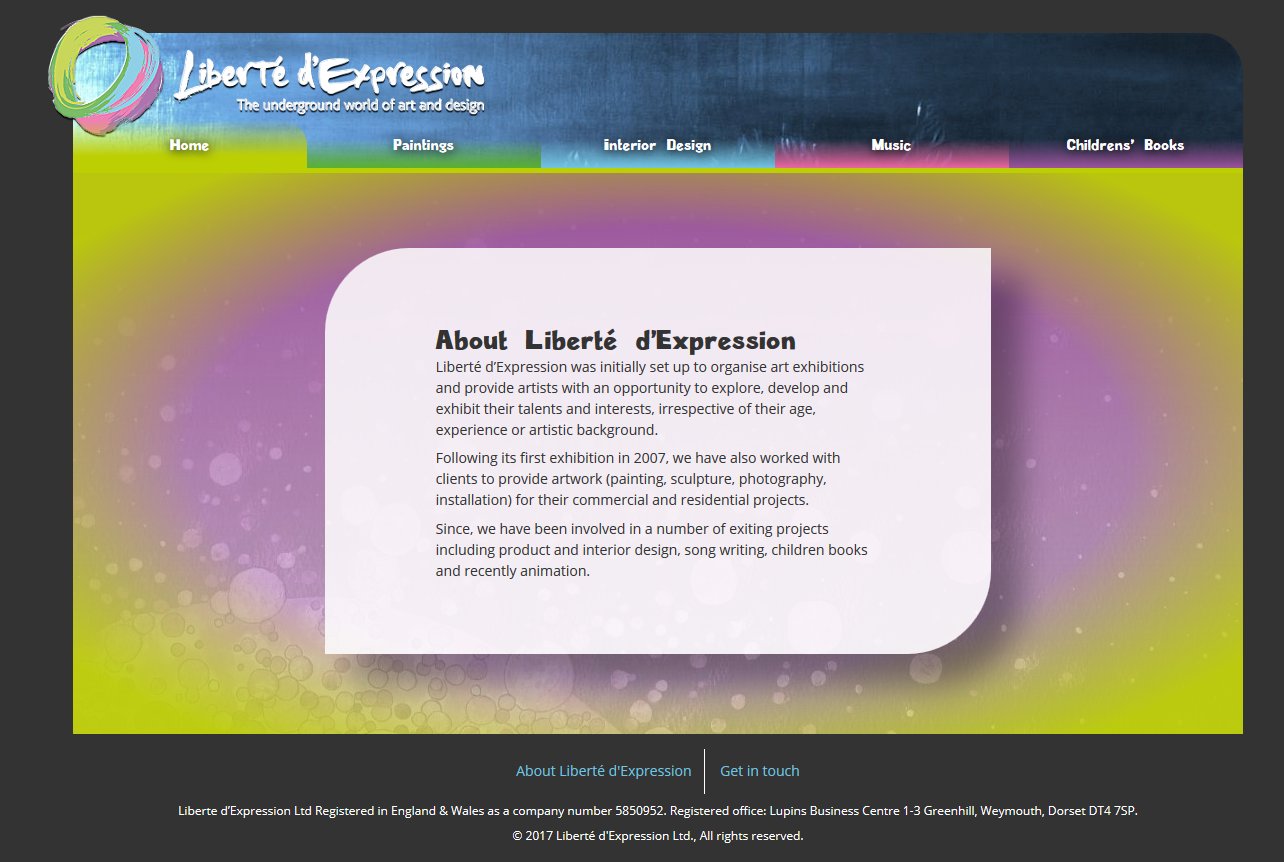 Liberté d'Expression
The underground world of art and design
Home Paintings Interior Design Music Childrens' Books
About Liberté d'Expression
Liberté d’Expression was initially set up to organise art exhibitions
and provide artists with an opportunity to explore, develop and
exhibit their talents and interests, irrespective of their age,
experience or artistic background.
Following its first exhibition in 2007, we have also worked with
clients to provide artwork (painting, sculpture, photography,
installation) for their commercial and residential projects.
Since, we have been involved in a number of exiting projects
including product and interior design, song writing, children books
and recently animation.
About Liberté d'Expression Get in touch
Liberte d’Expression Ltd Registered in England & Wales as a company number 5850952. Registered office: Lupins Business Centre 1-3 Greenhill, Weymouth, Dorset DT4 7SP.
© 2017 Liberté d'Expression Ltd., All rights reserved.